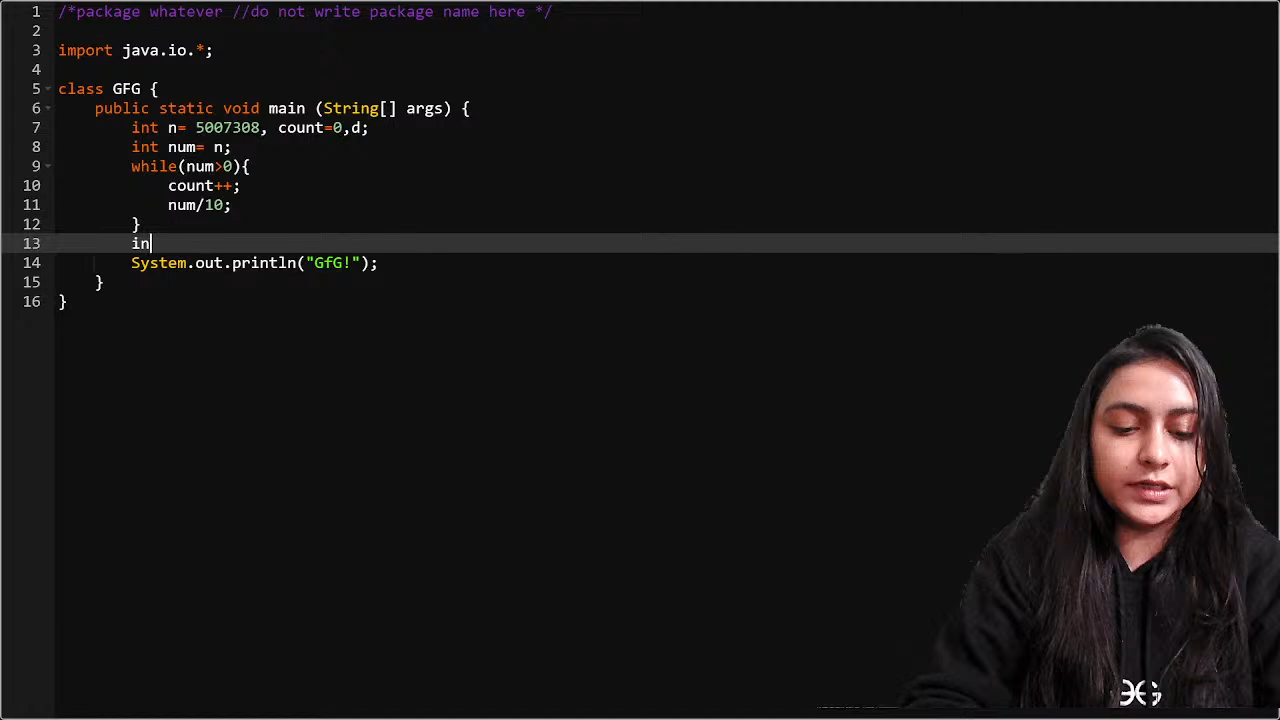 1 /*package whatever //do not write package name here */
2
3 import java.io.*;
4
5 class GFG {
6 public static void main (String[] args) {
7 int n= 5007308, count=0,d;
8 int num= n;
9 while(num>0){
10 count++;
11 num/10;
12 }
13 in
14 System.out.println("GfG!");
15 }
16 }